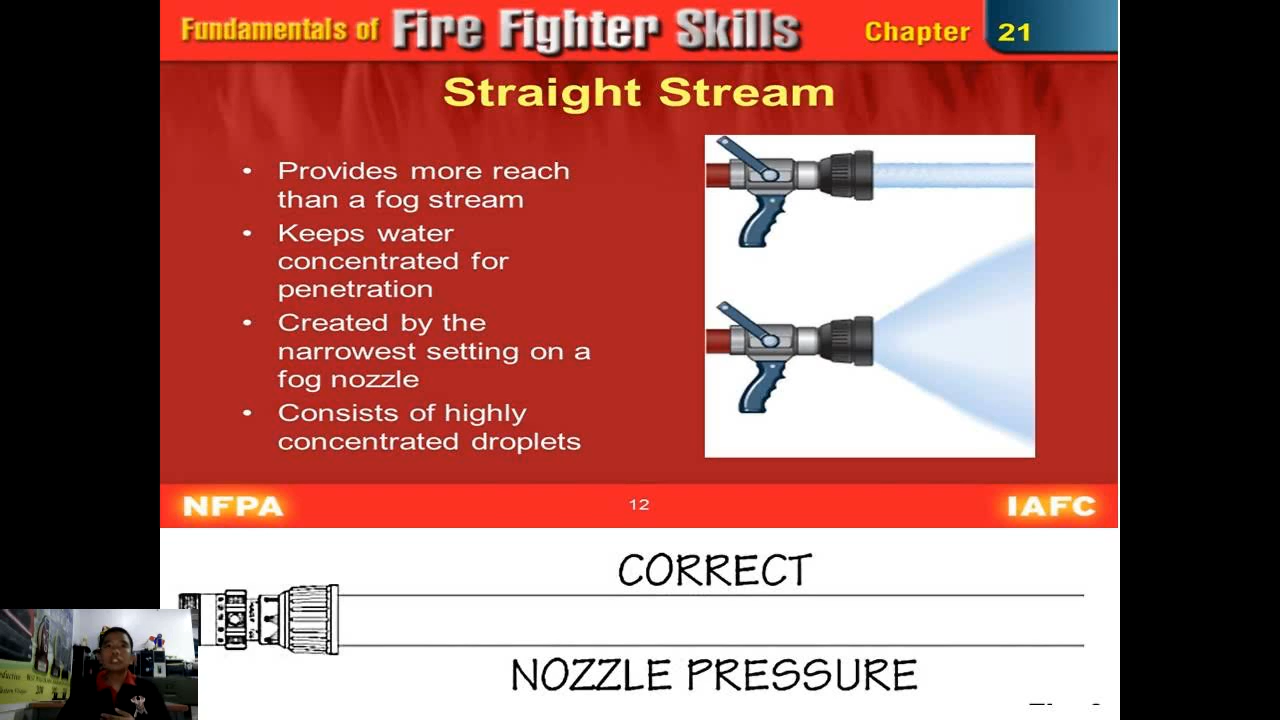 Fundamentals of Fire Fighter Skills Chapter 21
Straight Stream
• Provides more reach
than a fog stream
• Keeps water
concentrated for
penetration
• Created by the
narrowest setting on a
fog nozzle
• Consists of highly
concentrated droplets
NFPA 12 IAFC
CORRECT
NOZZLE PRESSURE